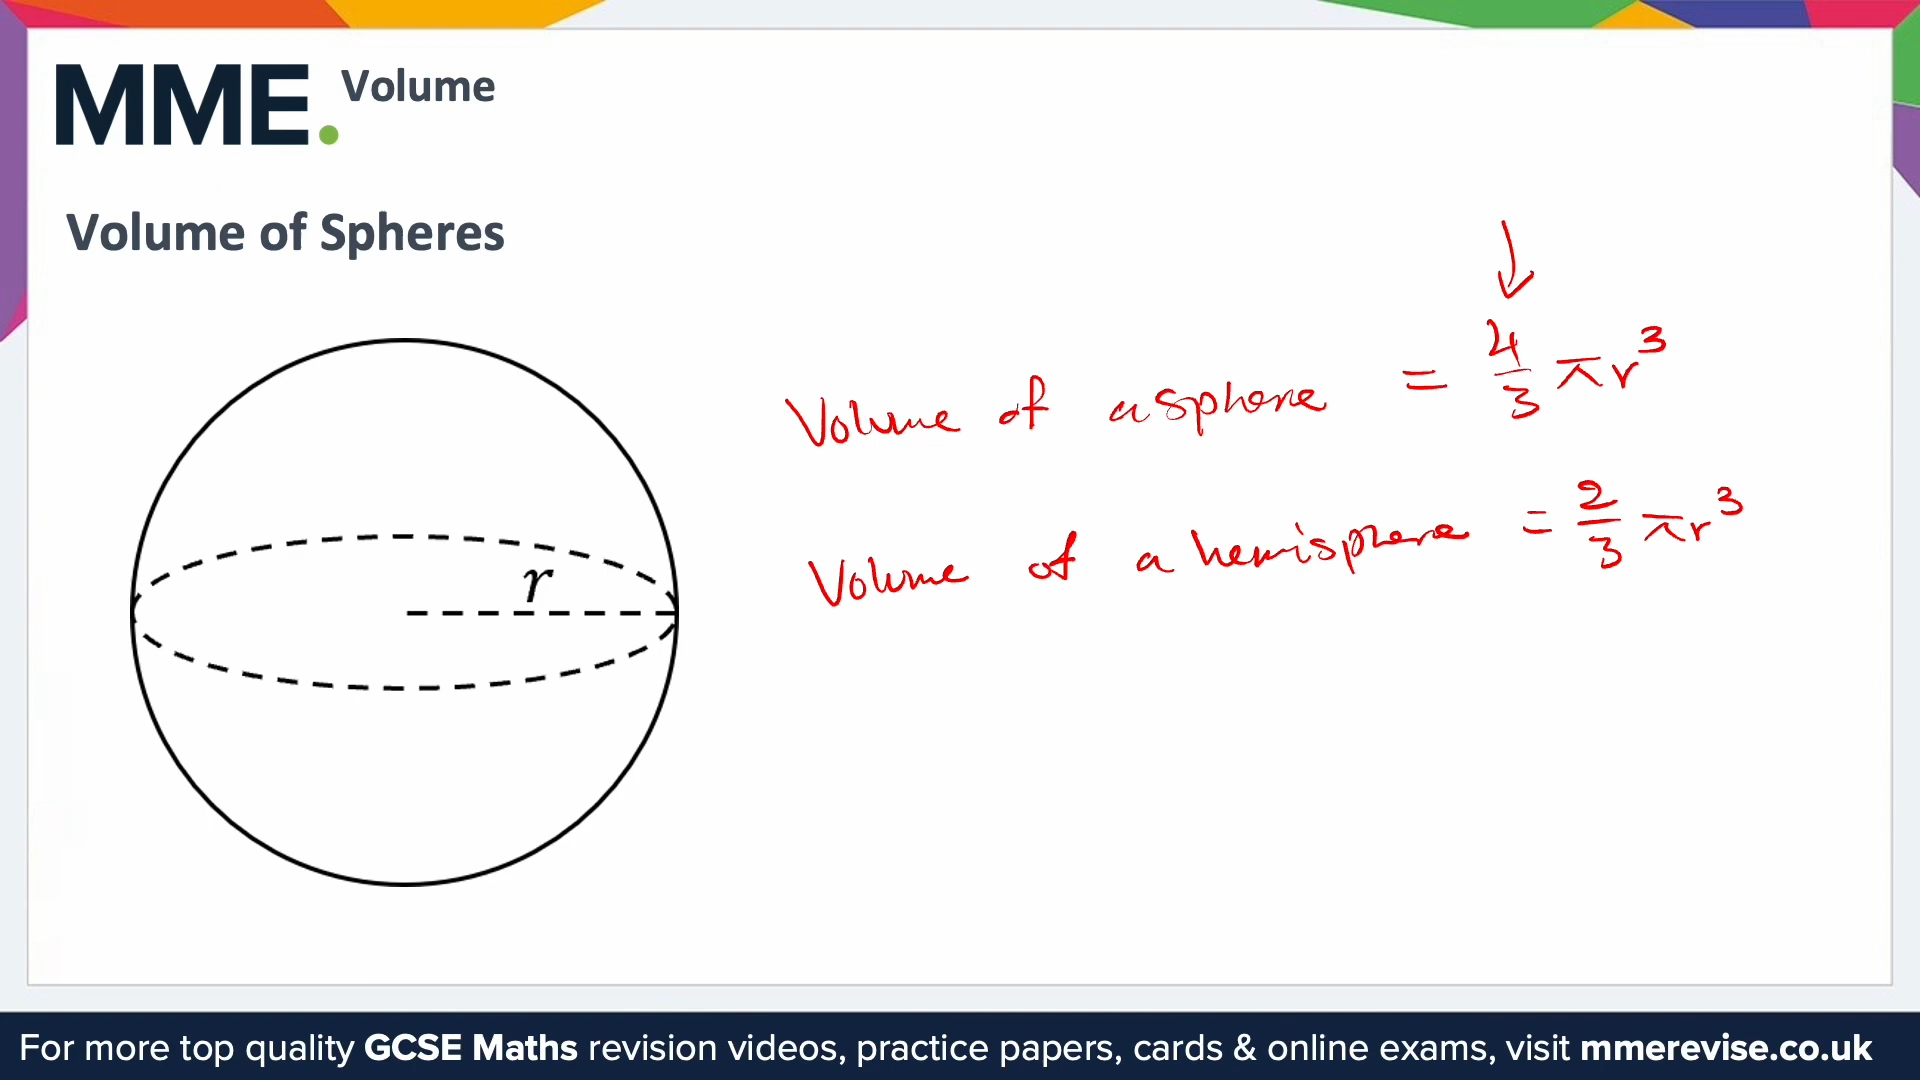 MME. Volume
Volume of Spheres
Volume of a sphere = 4/3 πr³
Volume of a hemisphere = 2/3 πr³
r
For more top quality GCSE Maths revision videos, practice papers, cards & online exams, visit mmerevise.co.uk